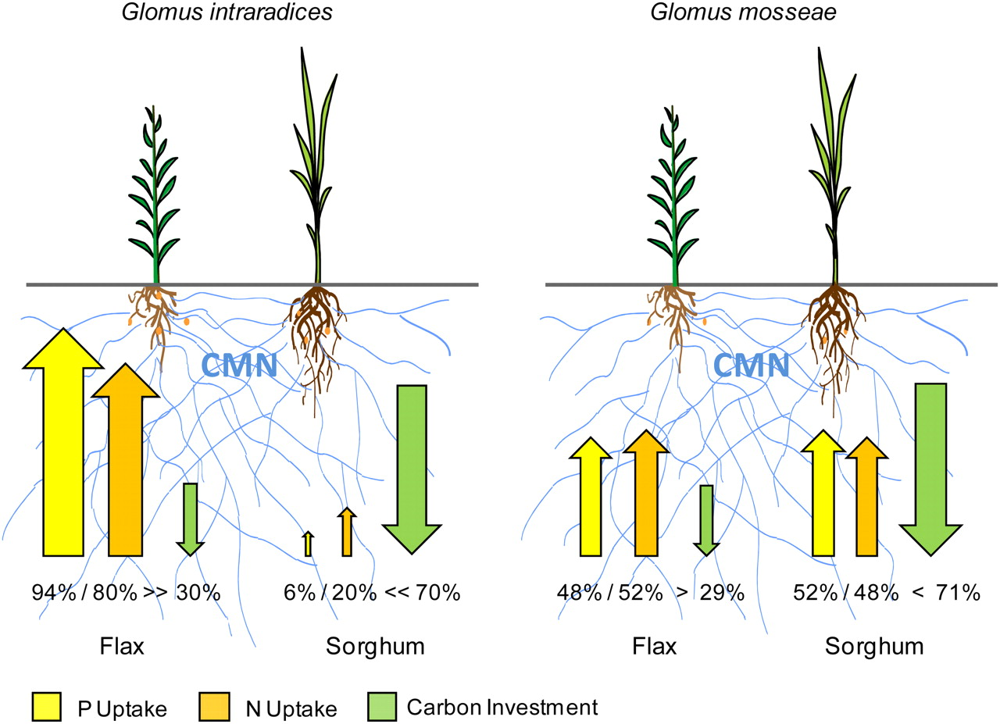 Glomus intraradices
Glomus mosseae
CMN
CMN
94% / 80% >> 30%
6% / 20% << 70%
48% / 52% > 29%
52% / 48% < 71%
Flax
Sorghum
Flax
Sorghum
P Uptake
N Uptake
Carbon Investment